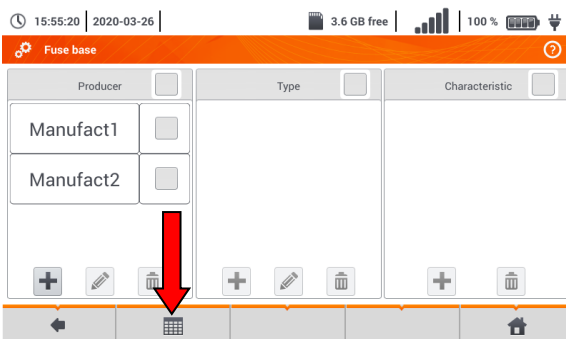 15:55:20 2020-03-26 3.6 GB free 100 %
Fuse base ?
Producer Type Characteristic
Manufact1
Manufact2